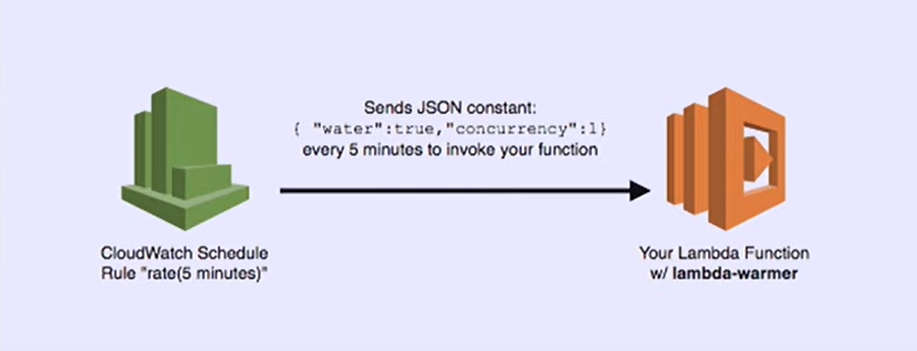 Sends JSON constant:
{ "water":true,"concurrency":1}
every 5 minutes to invoke your function
CloudWatch Schedule
Rule "rate(5 minutes)"
Your Lambda Function
w/ lambda-warmer